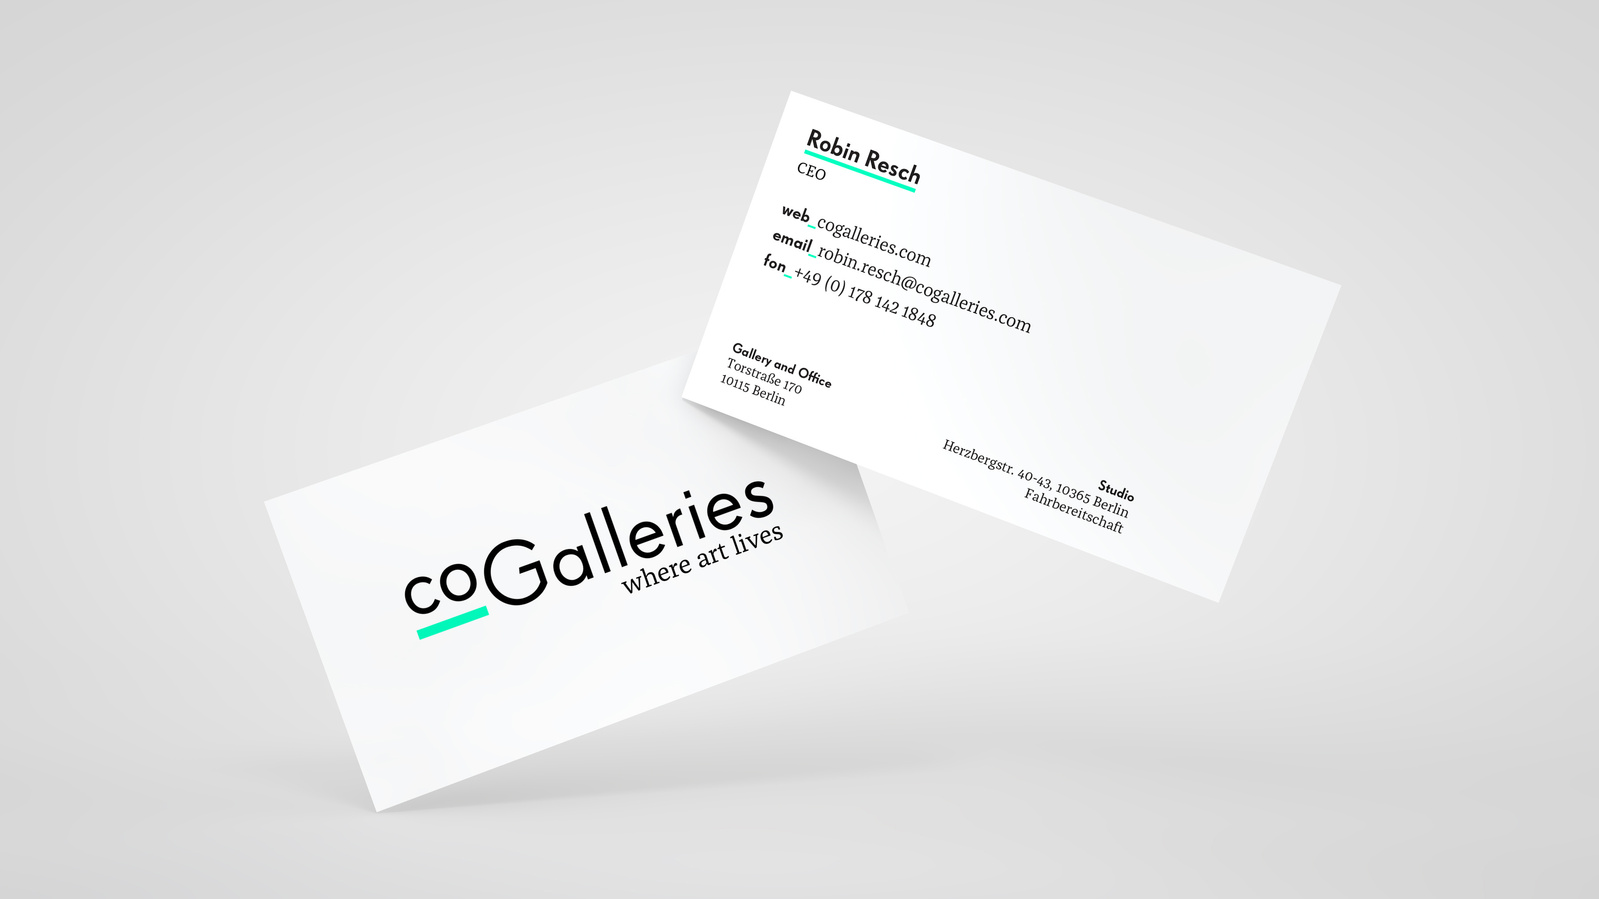 Robin Resch
CEO
web_cogalleries.com
email_robin.resch@cogalleries.com
fon_+49 (0) 178 142 1848
Gallery and Office
Torstraße 170
10115 Berlin
Studio
Herzbergstr. 40-43, 10365 Berlin
Fahrbereitschaft
coGalleries
where art lives